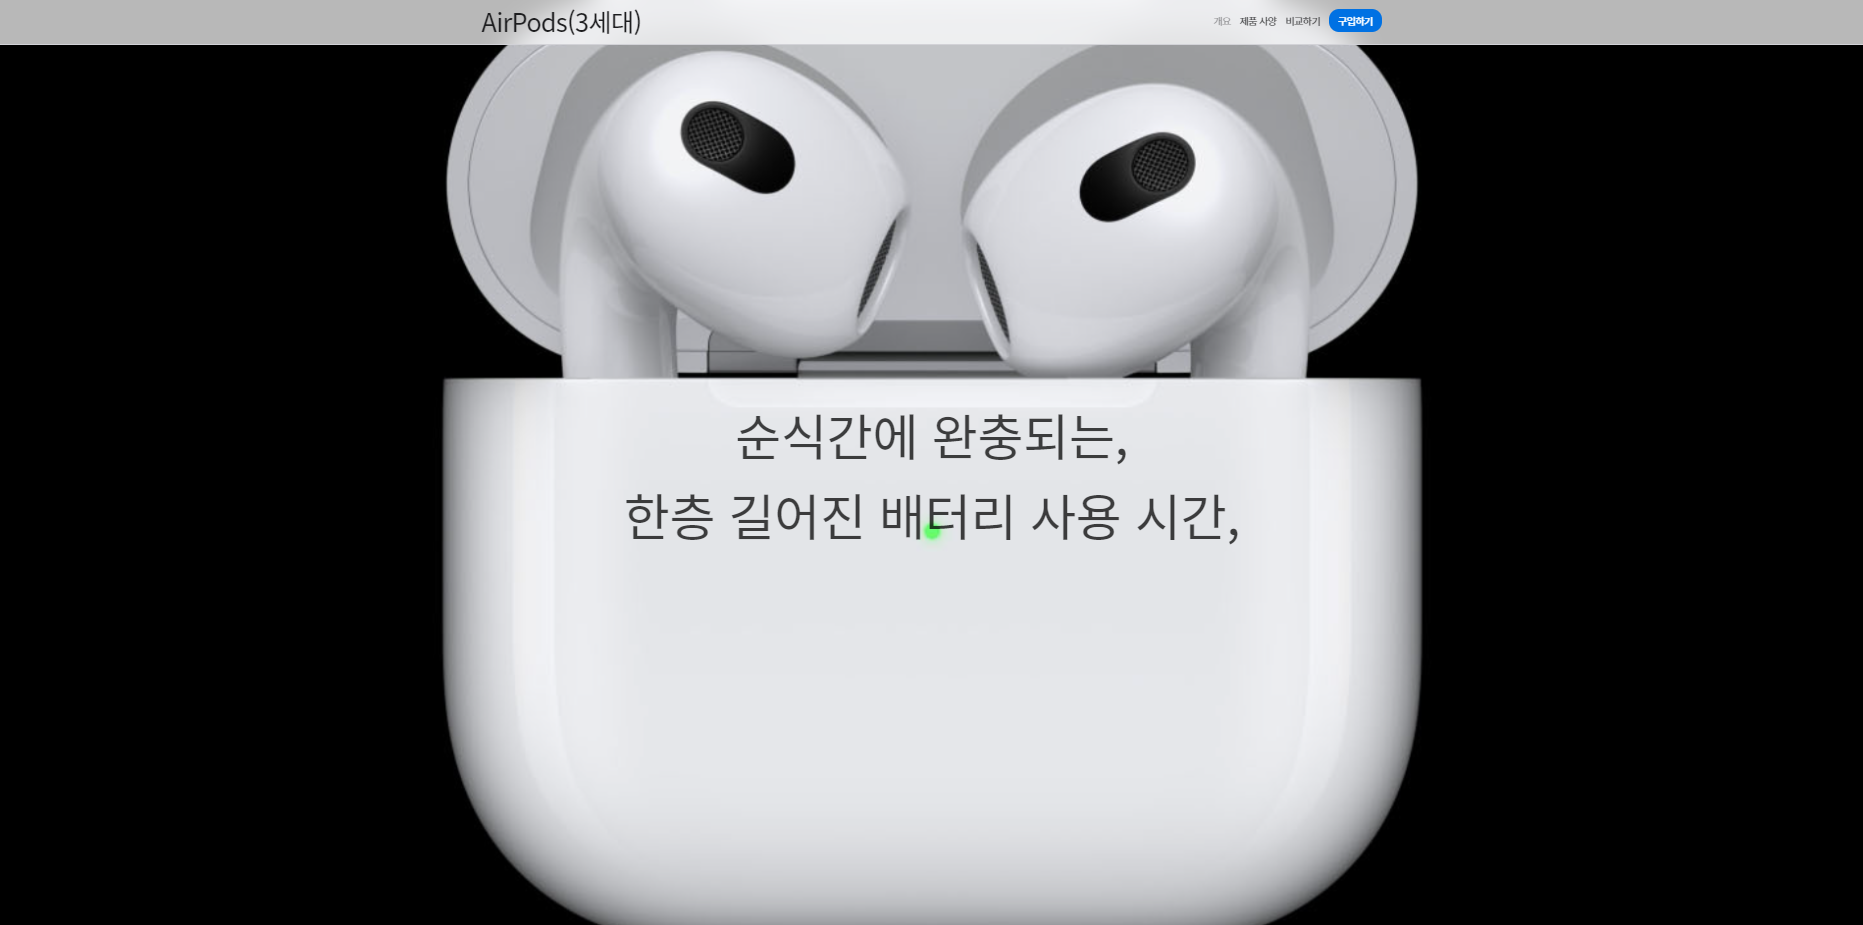 AirPods(3세대)
개요 제품 사양 비교하기 구입하기
순식간에 완충되는,
한층 길어진 배터리 사용 시간,